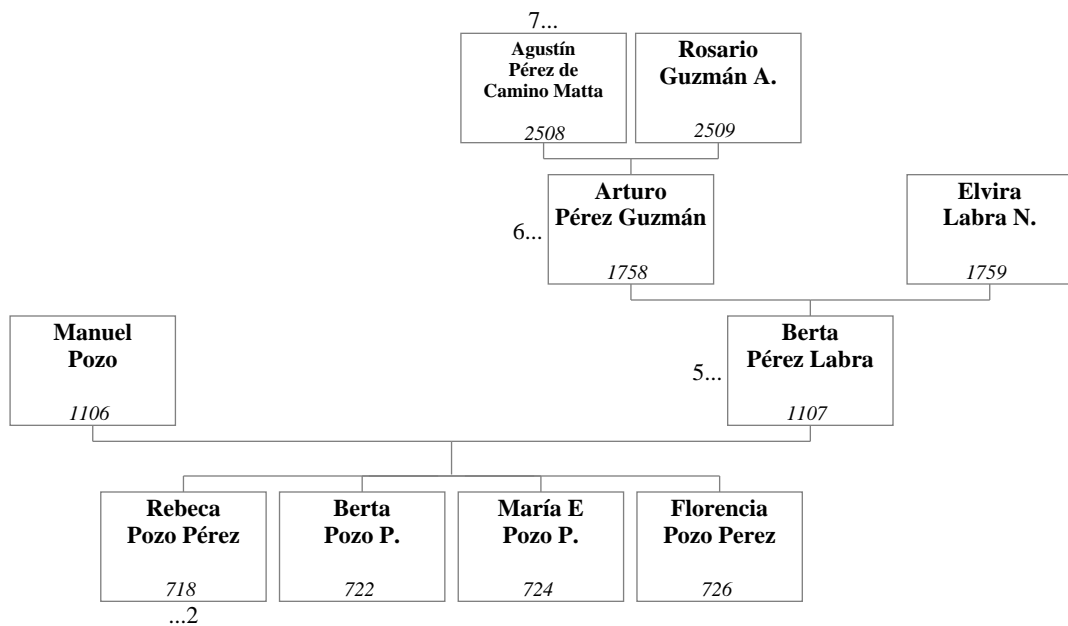 7...
Agustín
Pérez de
Camino Matta
2508
Rosario
Guzmán A.
2509
6...
Arturo
Pérez Guzmán
1758
Elvira
Labra N.
1759
Manuel
Pozo
1106
5...
Berta
Pérez Labra
1107
Rebeca
Pozo Pérez
718
...2
Berta
Pozo P.
722
María E
Pozo P.
724
Florencia
Pozo Perez
726